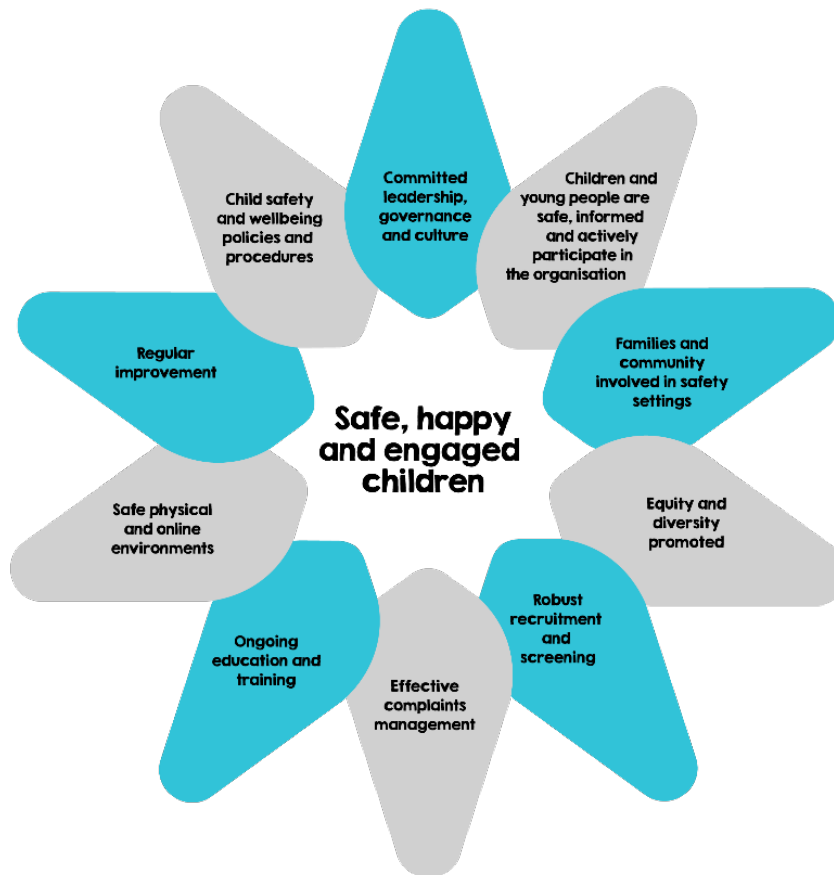 Committed
leadership,
governance
and culture
Children and
young people are
safe, informed
and actively
participate in
the organisation
Families and
community
involved in safety
settings
Equity and
diversity
promoted
Robust
recruitment
and
screening
Effective
complaints
management
Ongoing
education and
training
Safe physical
and online
environments
Regular
improvement
Child safety
and wellbeing
policies and
procedures
Safe, happy
and engaged
children